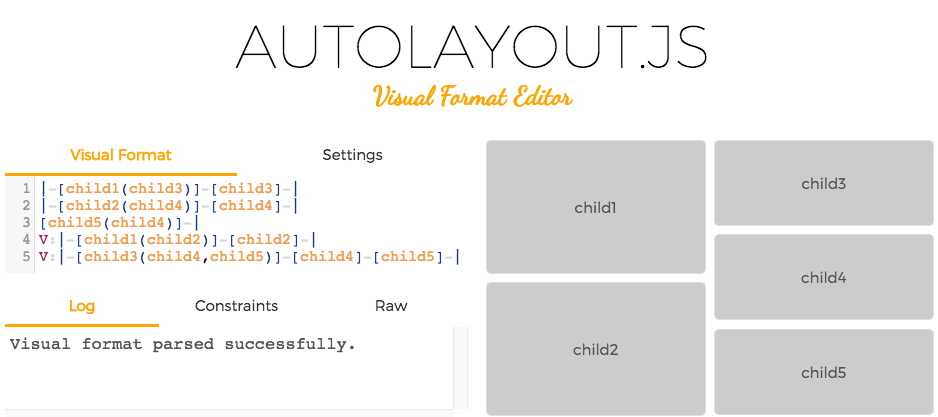 AUTOLAYOUT.JS
Visual Format Editor
Visual Format
Settings
1 |-[child1(child3)]-[child3]-|
2 |-[child2(child4)]-[child4]-|
3 [child5(child4)]-|
4 V:|-[child1(child2)]-[child2]-|
5 V:|-[child3(child4,child5)]-[child4]-[child5]-|
Log
Constraints
Raw
Visual format parsed successfully.
child1
child2
child3
child4
child5